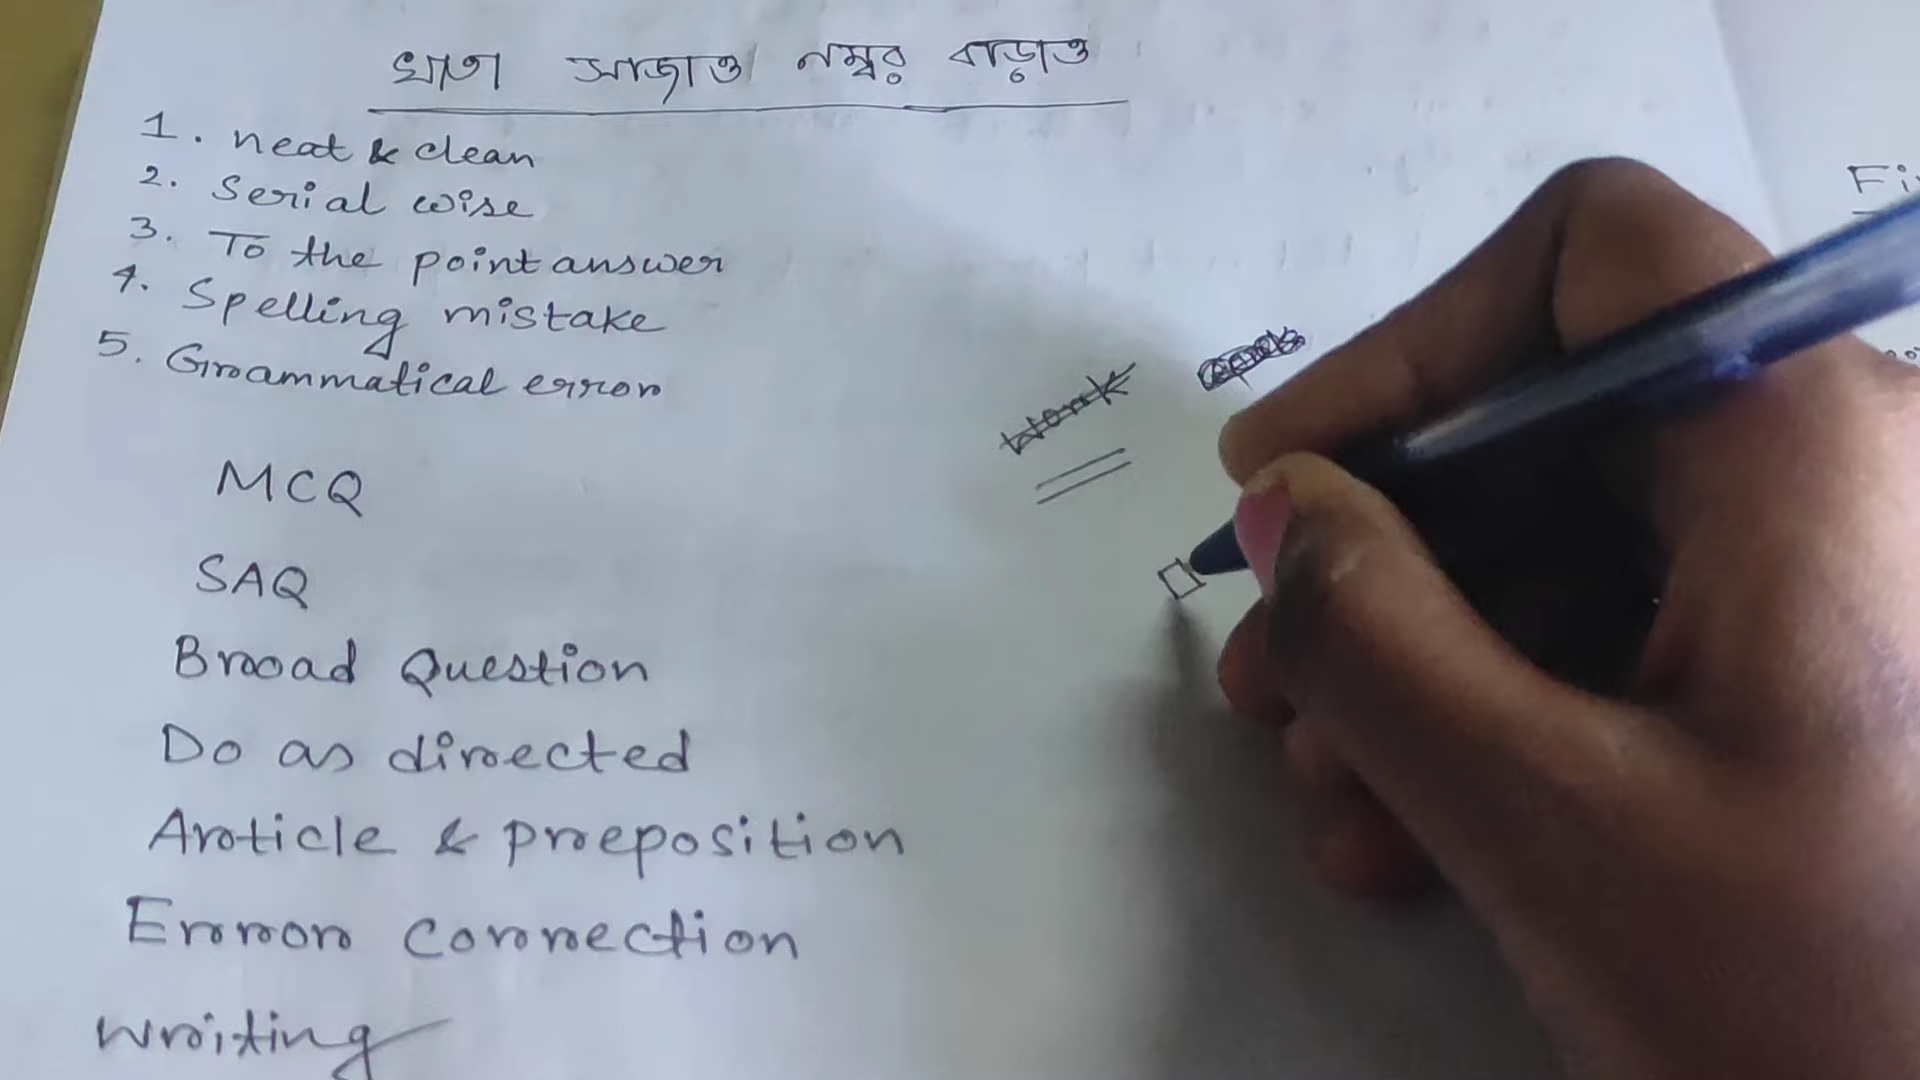 খাতা সাজাও নম্বর বাড়াও
1. neat & clean
2. Serial wise
3. To the point answer
4. Spelling mistake
5. Grammatical error
Work
MCQ
SAQ
Broad Question
Do as directed
Article & preposition
Error correction
Writing